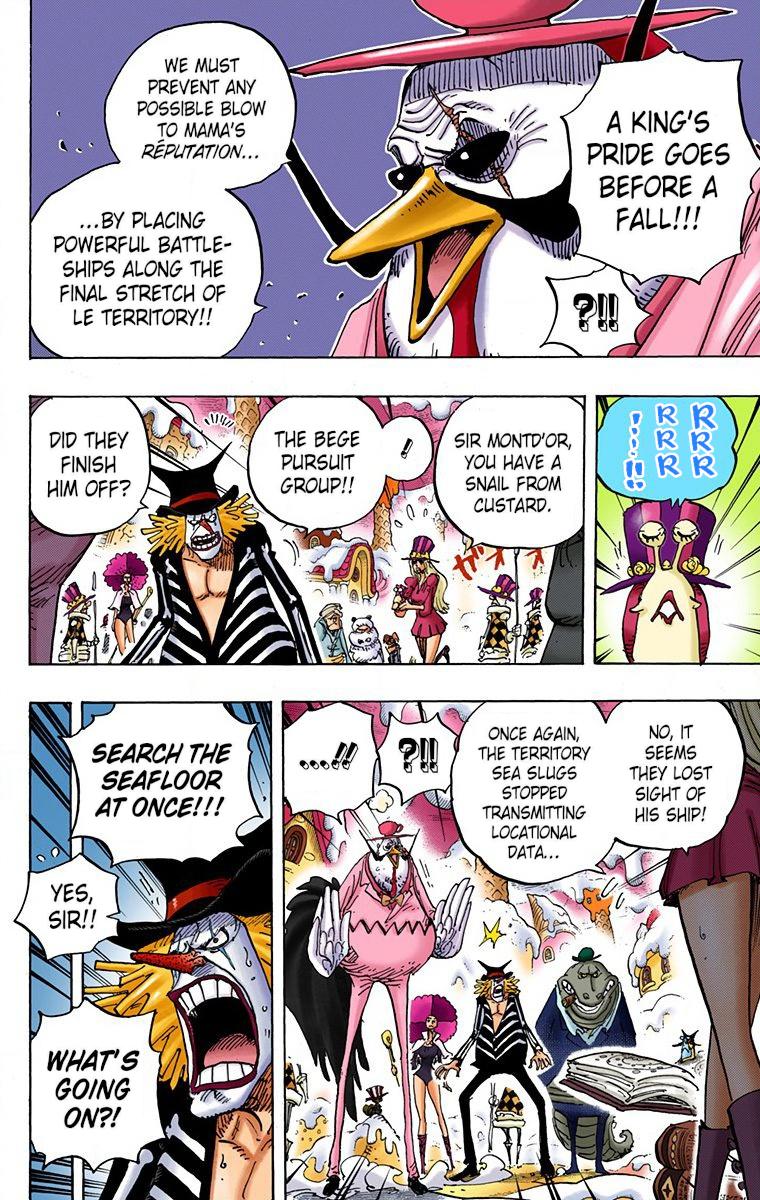 A KING'S
PRIDE GOES
BEFORE A
FALL!!!
?!!
WE MUST
PREVENT ANY
POSSIBLE BLOW
TO MAMA'S
RÉPUTATION...
...BY PLACING
POWERFUL BATTLE-
SHIPS ALONG THE
FINAL STRETCH OF
LE TERRITORY!!
RRR
RRR
...!!
SIR MONTD'OR,
YOU HAVE A
SNAIL FROM
CUSTARD.
!
THE BEGE
PURSUIT
GROUP!!
DID THEY
FINISH
HIM OFF?
ガオオ
NO, IT
SEEMS
THEY LOST
SIGHT OF
HIS SHIP!
ONCE AGAIN,
THE TERRITORY
SEA SLUGS
STOPPED
TRANSMITTING
LOCATIONAL
DATA...
?!!
...!!
SEARCH THE
SEAFLOOR
AT ONCE!!!
YES,
SIR!!
WHAT'S
GOING
ON?!